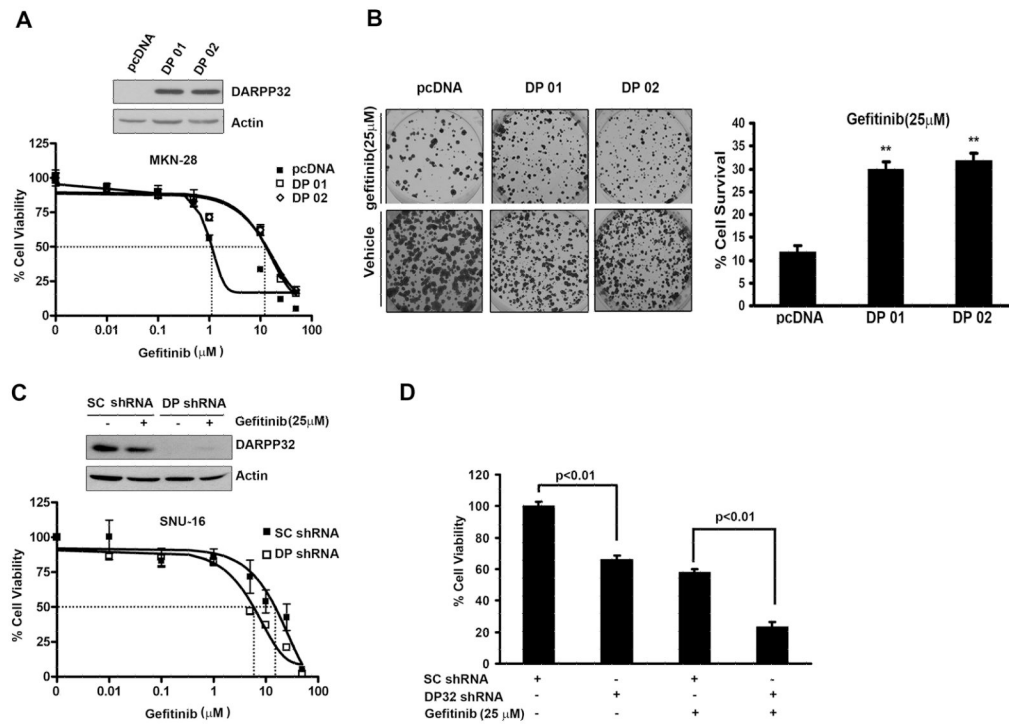 A
pcDNA
DP 01
DP 02
DARPP32
Actin
MKN-28
pcDNA
DP 01
DP 02
% Cell Viability
125
100
75
50
25
0
0 0.01 0.1 1 10 100
Gefitinib (μM)
B
pcDNA DP 01 DP 02
gefitinib(25μM)
Vehicle
Gefitinib(25μM)
% Cell Survival
40
35
30
25
20
15
10
5
0
** **
pcDNA DP 01 DP 02
C
SC shRNA DP shRNA
- + - + Gefitinib(25μM)
DARPP32
Actin
SNU-16
SC shRNA
DP shRNA
% Cell Viability
125
100
75
50
25
0
0 0.01 0.1 1 10 100
Gefitinib (μM)
D
% Cell Viability
120
100
80
60
40
20
0
p<0.01
p<0.01
SC shRNA + - + -
DP32 shRNA - + - +
Gefitinib (25 μM) - - + +